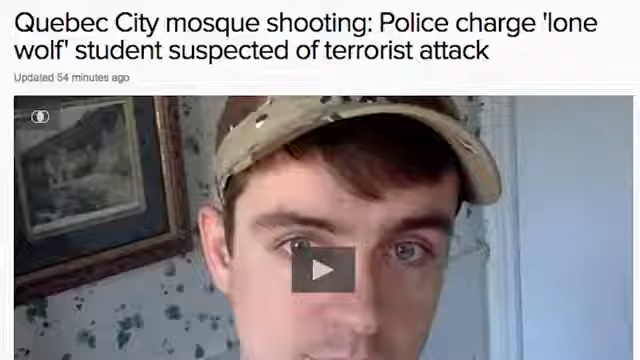 Quebec City mosque shooting: Police charge 'lone
wolf' student suspected of terrorist attack
Updated 54 minutes ago